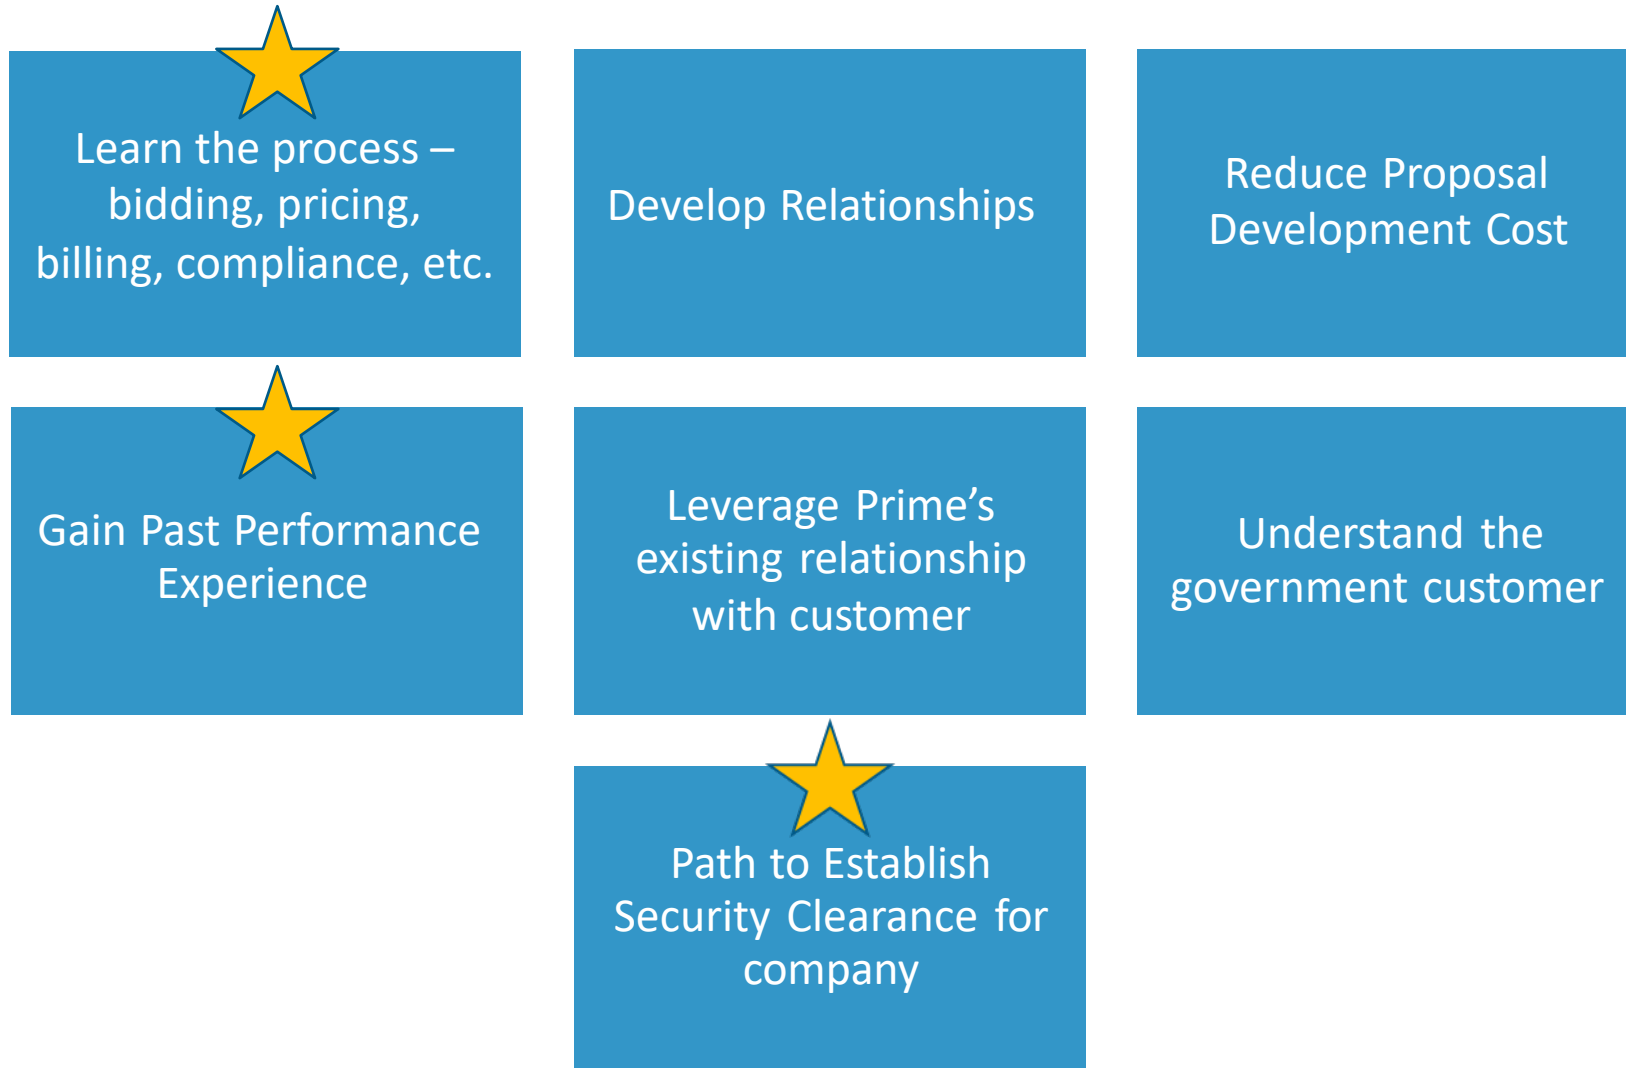 Learn the process –
bidding, pricing,
billing, compliance, etc.
Develop Relationships
Reduce Proposal
Development Cost
Gain Past Performance
Experience
Leverage Prime’s
existing relationship
with customer
Understand the
government customer
Path to Establish
Security Clearance for
company